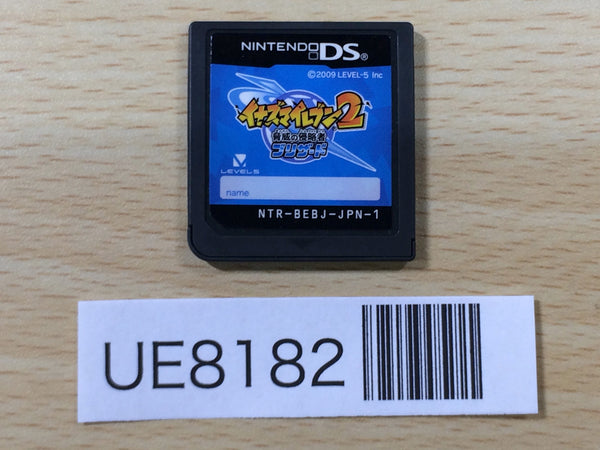 NINTENDO DS®
©2009 LEVEL-5 Inc
イナズマイレブン2
脅威の侵略者
ブリザード
LEVEL5
name
NTR-BEBJ-JPN-1
UE8182